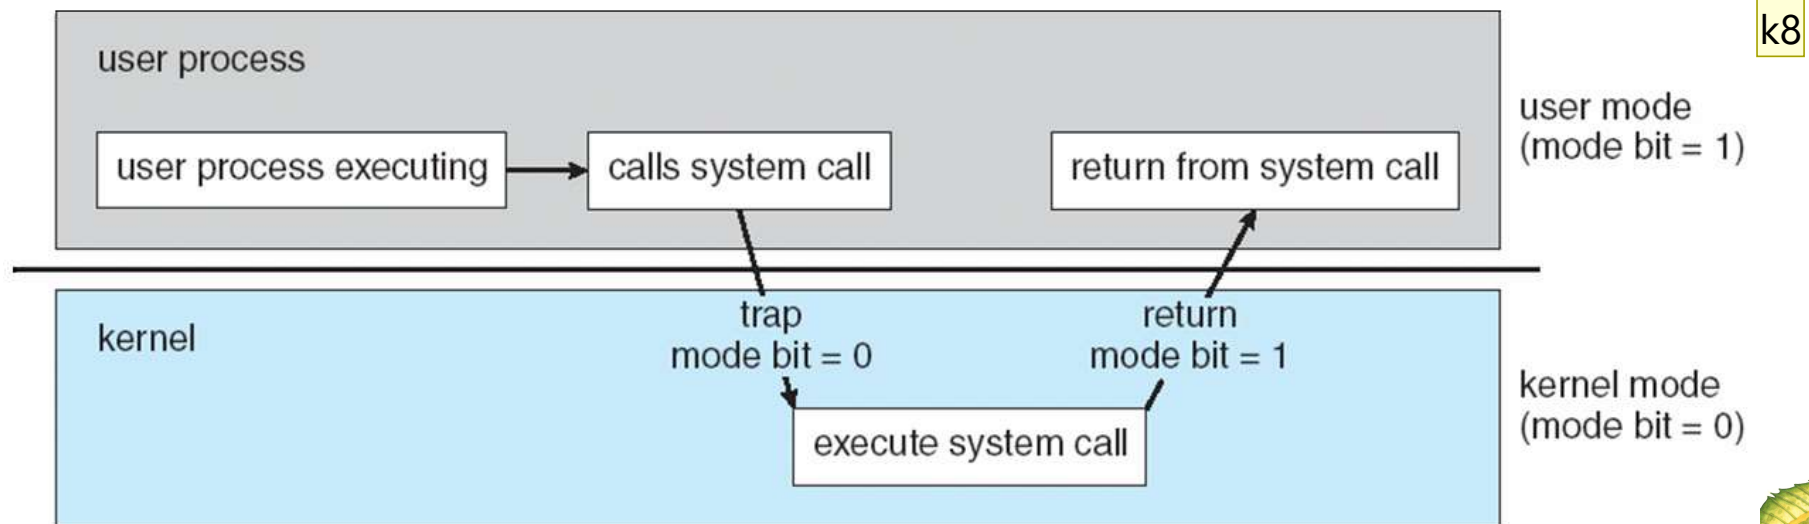 k8
user process
user process executing
calls system call
return from system call
user mode
(mode bit = 1)
trap
mode bit = 0
return
mode bit = 1
kernel
execute system call
kernel mode
(mode bit = 0)